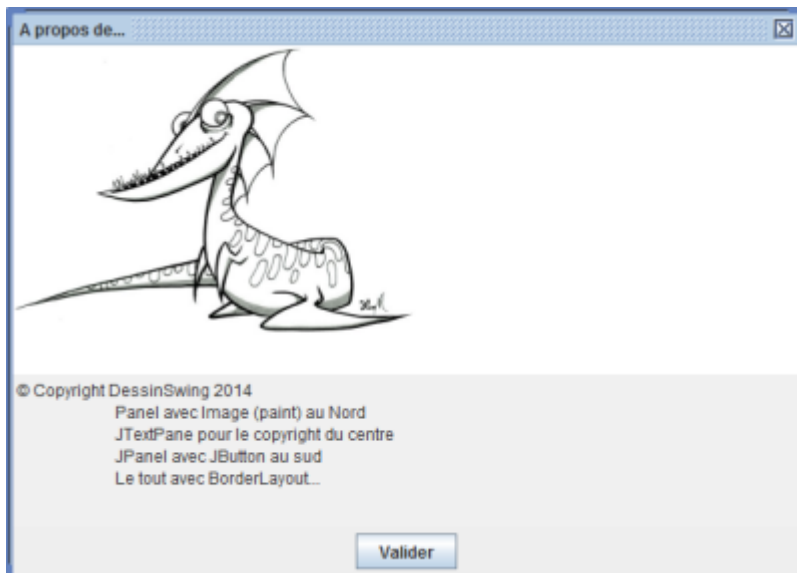 A propos de...
© Copyright DessinSwing 2014
Panel avec Image (paint) au Nord
JTextPane pour le copyright du centre
JPanel avec JButton au sud
Le tout avec BorderLayout...
Valider